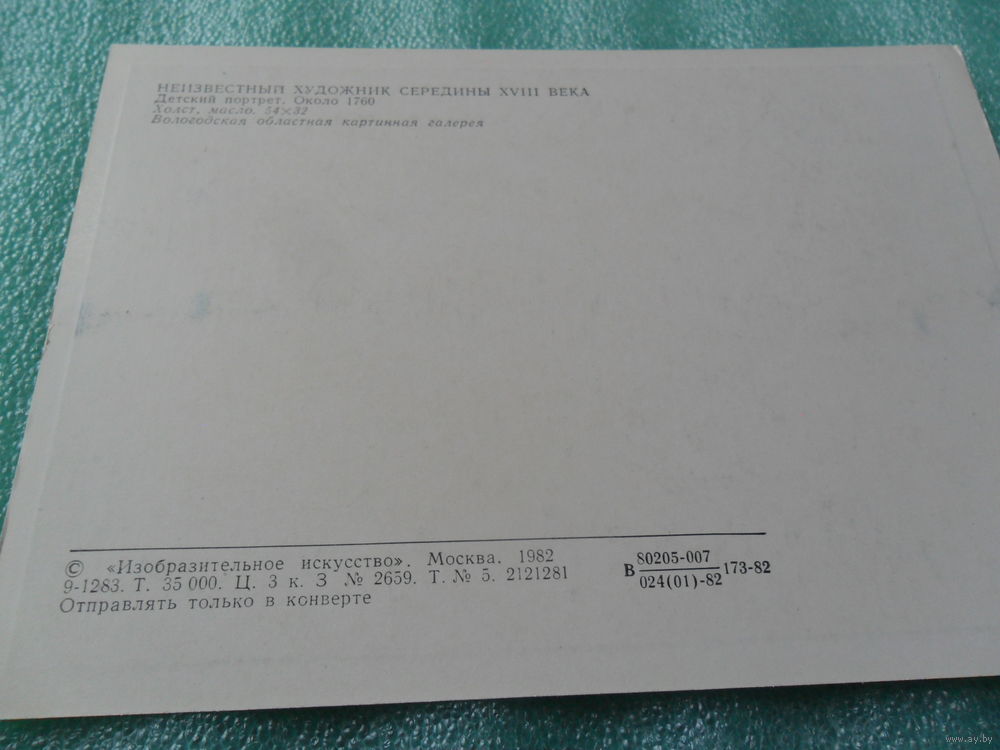 НЕИЗВЕСТНЫЙ ХУДОЖНИК СЕРЕДИНЫ XVIII ВЕКА
Детский портрет. Около 1760
Холст, масло. 54×32
Вологодская областная картинная галерея
© «Изобразительное искусство». Москва. 1982
9-1283. Т. 35 000. Ц. 3 к. З № 2659. Т. № 5. 2121281
Отправлять только в конверте
В 80205-007 173-82
024(01)-82
www.ay.by